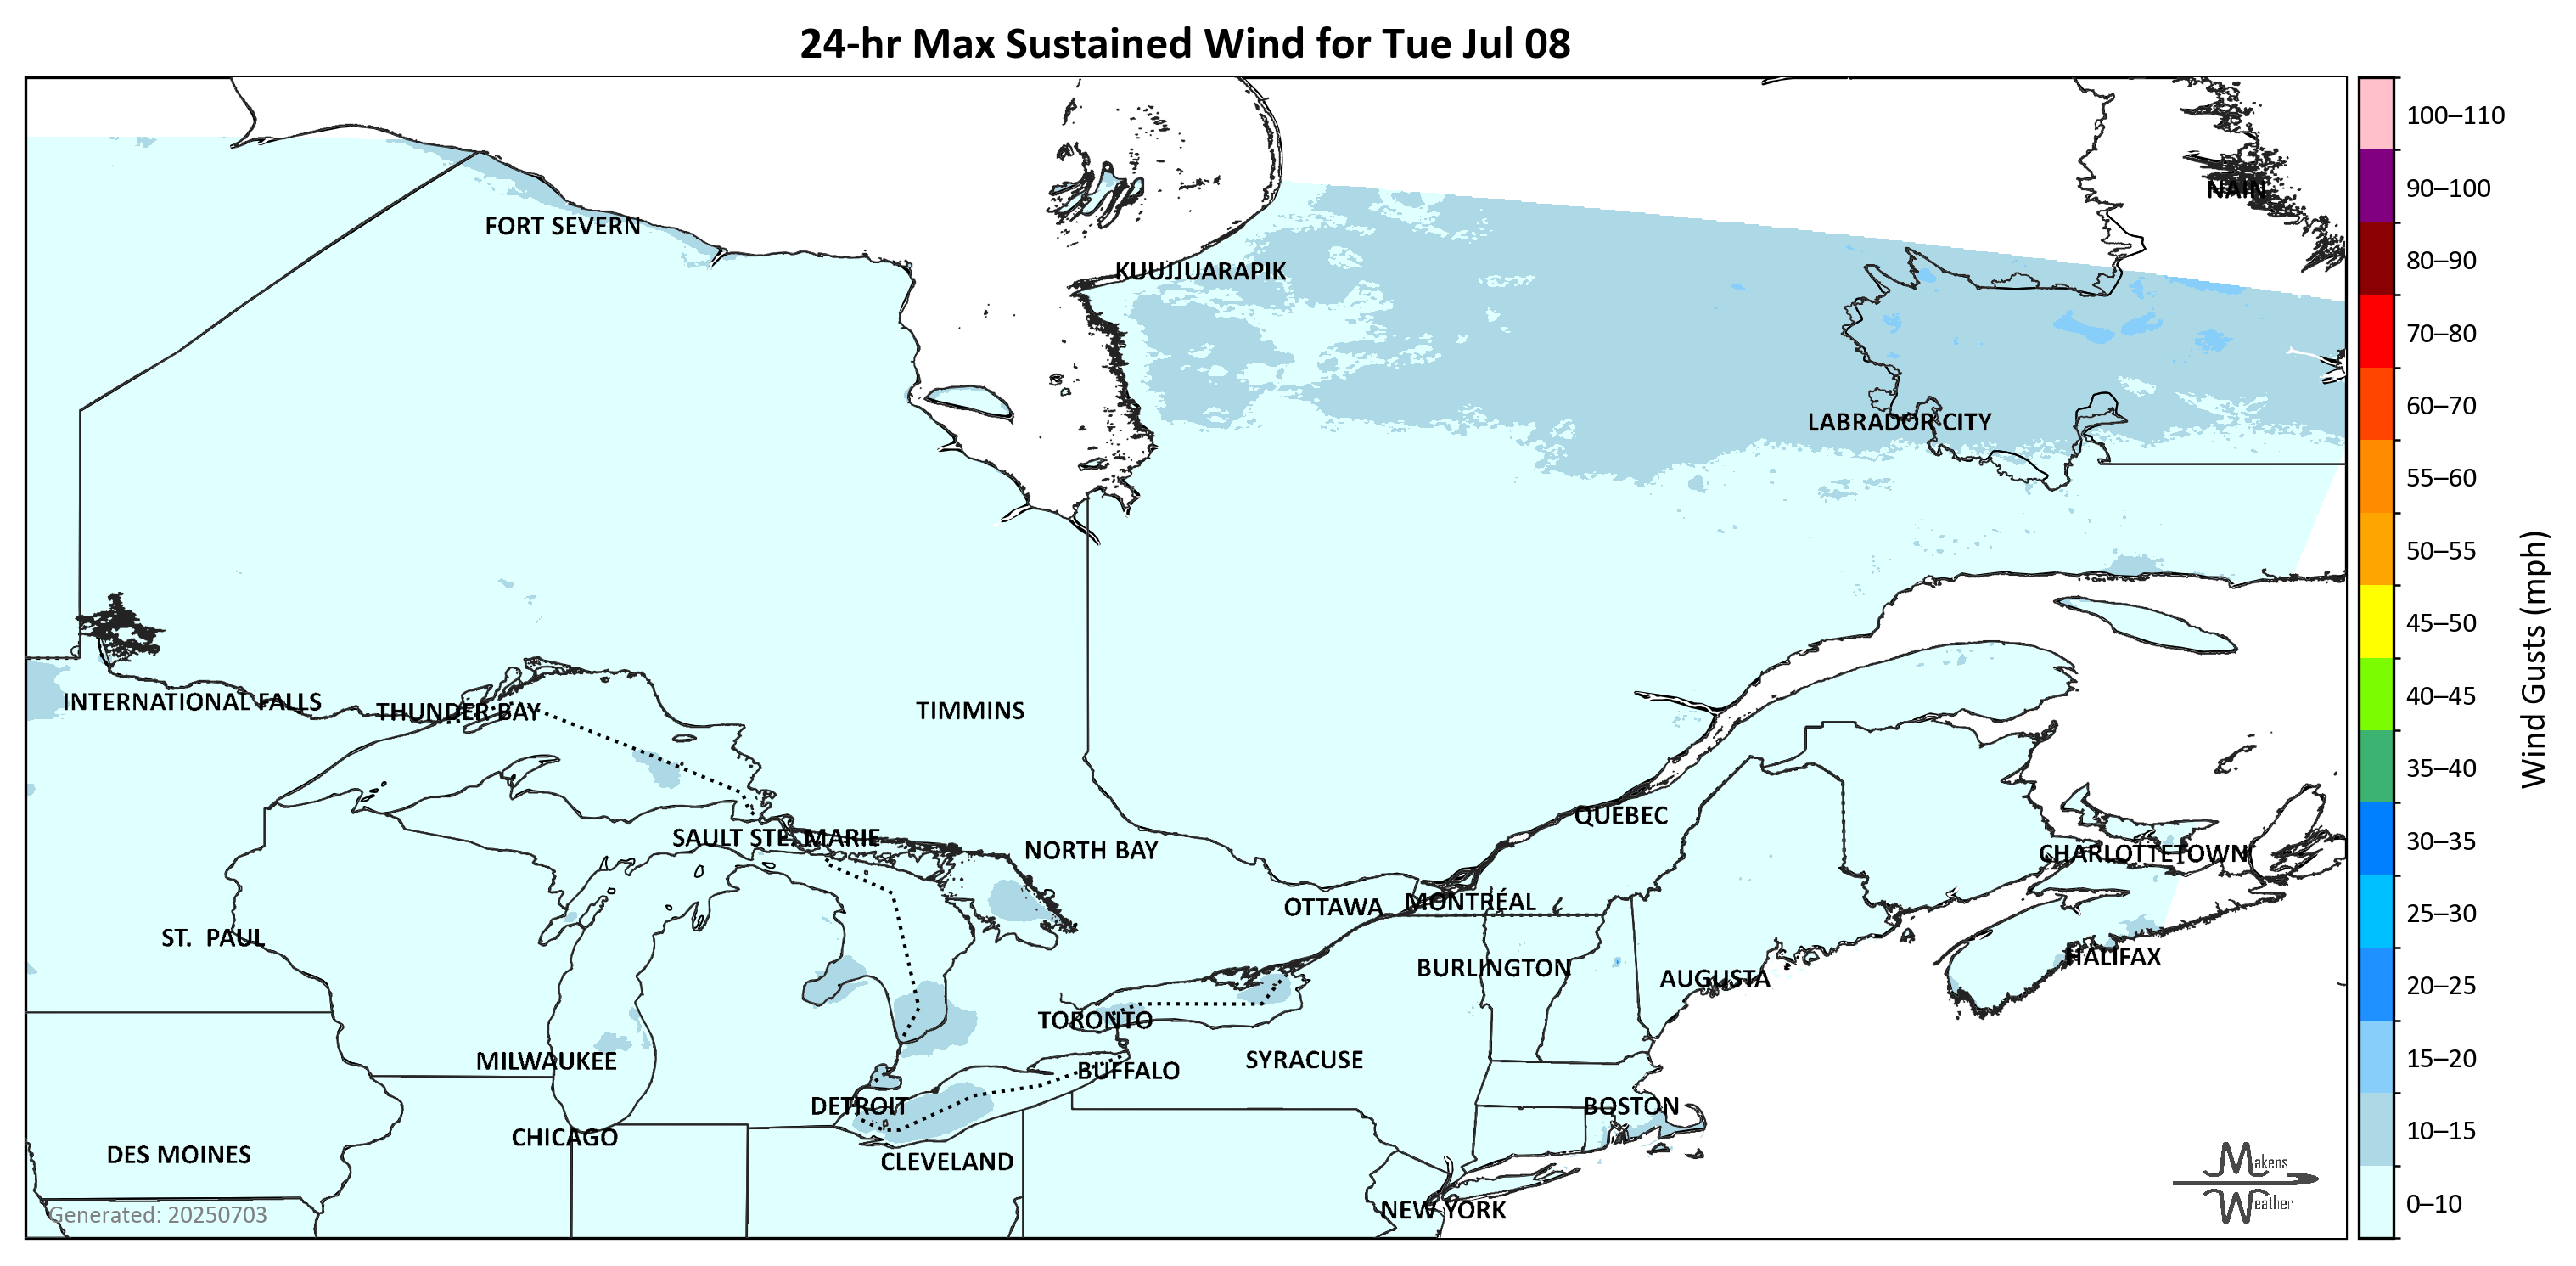 24-hr Max Sustained Wind for Tue Jul 08
100–110
90–100
NAIN
FORT SEVERN
80–90
KUUJJUARAPIK
70–80
60–70
LABRADOR CITY
55–60
50–55
45–50
Wind Gusts (mph)
40–45
INTERNATIONAL FALLS
THUNDER BAY
TIMMINS
35–40
QUÉBEC
30–35
SAULT STE. MARIE
NORTH BAY
CHARLOTTETOWN
OTTAWA
MONTRÉAL
25–30
ST. PAUL
HALIFAX
BURLINGTON
AUGUSTA
20–25
TORONTO
MILWAUKEE
SYRACUSE
15–20
BUFFALO
DETROIT
BOSTON
10–15
CHICAGO
DES MOINES
CLEVELAND
Makens
Weather
0–10
NEW YORK
Generated: 20250703